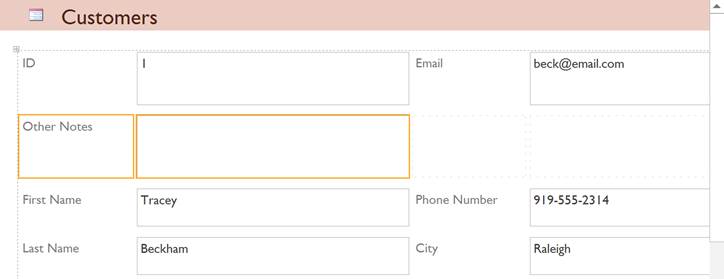 Customers
ID 1 Email beck@email.com
Other Notes
First Name Tracey Phone Number 919-555-2314
Last Name Beckham City Raleigh